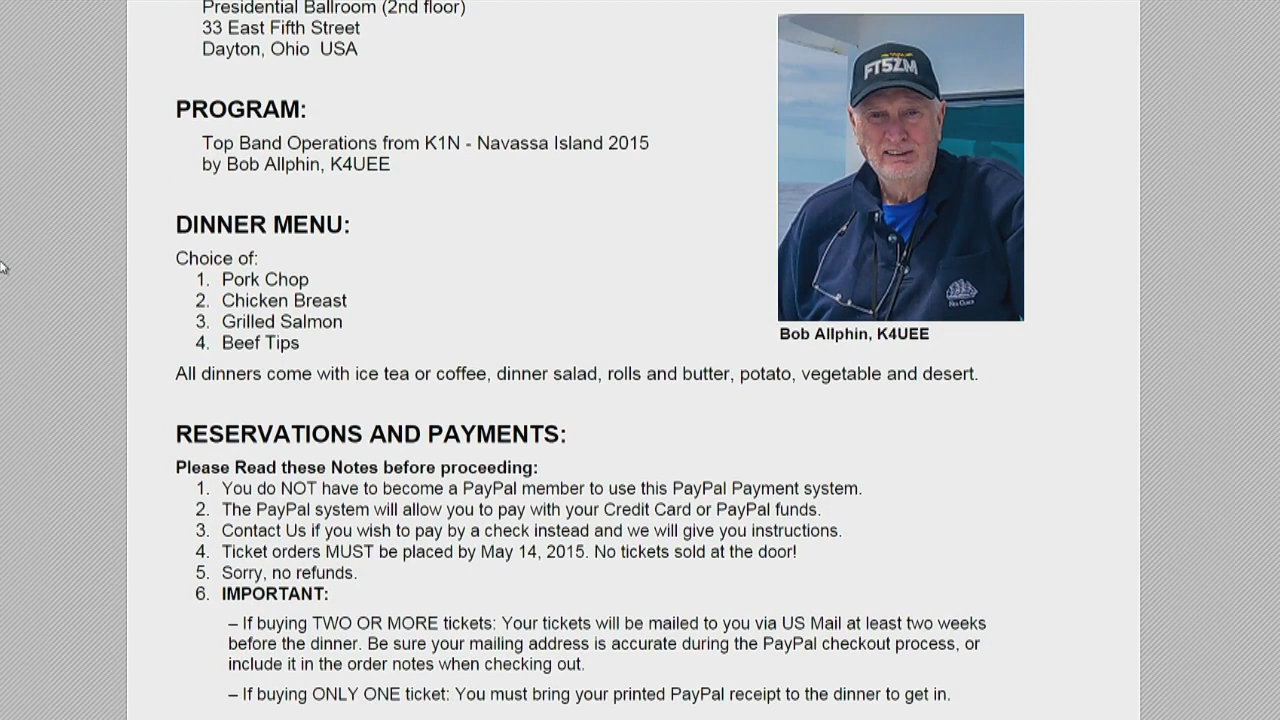 Presidential Ballroom (2nd floor)
33 East Fifth Street
Dayton, Ohio USA
FT5ZM
PROGRAM:
Top Band Operations from K1N - Navassa Island 2015
by Bob Allphin, K4UEE
DINNER MENU:
Choice of:
1. Pork Chop
2. Chicken Breast
3. Grilled Salmon
4. Beef Tips
Bob Allphin, K4UEE
All dinners come with ice tea or coffee, dinner salad, rolls and butter, potato, vegetable and desert.
RESERVATIONS AND PAYMENTS:
Please Read these Notes before proceeding:
1. You do NOT have to become a PayPal member to use this PayPal Payment system.
2. The PayPal system will allow you to pay with your Credit Card or PayPal funds.
3. Contact Us if you wish to pay by a check instead and we will give you instructions.
4. Ticket orders MUST be placed by May 14, 2015. No tickets sold at the door!
5. Sorry, no refunds.
6. IMPORTANT:
– If buying TWO OR MORE tickets: Your tickets will be mailed to you via US Mail at least two weeks
before the dinner. Be sure your mailing address is accurate during the PayPal checkout process, or
include it in the order notes when checking out.
– If buying ONLY ONE ticket: You must bring your printed PayPal receipt to the dinner to get in.